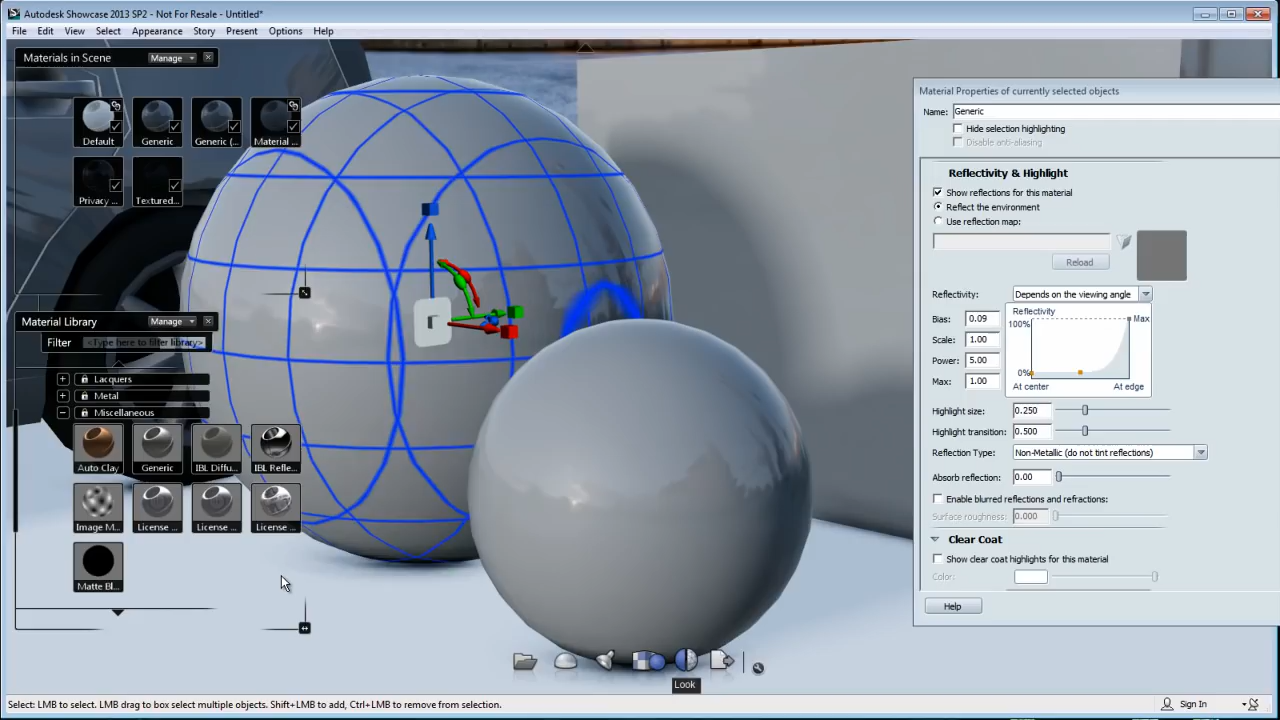 Autodesk Showcase 2013 SP2 - Not For Resale - Untitled*
File Edit View Select Appearance Story Scene Present Options Help
Materials in Scene Manage
Default Generic Generic (... Material ...
Privacy ... Textured...
Material Library Manage
Filter <Type here to filter library>
Lacquers
Metal
Miscellaneous
Auto Clay Generic IBL Diffu... IBL Refle...
Image M... License ... License ... License ...
Matte Bl...
Material Properties of currently selected objects
Name: Generic
Hide selection highlighting
Disable anti-aliasing
Reflectivity & Highlight
Show reflections for this material
Reflect the environment
Use reflection map:
Reload
Reflectivity: Depends on the viewing angle
Bias: 0.09
Scale: 1.00
Power: 5.00
Max: 1.00
Reflectivity
100% Max
0%
At center At edge
Highlight size: 0.250
Highlight transition: 0.500
Reflection Type: Non-Metallic (do not tint reflections)
Absorb reflection: 0.00
Enable blurred reflections and refractions:
Surface roughness: 0.000
Clear Coat
Show clear coat highlights for this material
Color:
Help
Look
Select: LMB to select. LMB drag to box select multiple objects. Shift+LMB to add, Ctrl+LMB to remove from selection.
Sign In